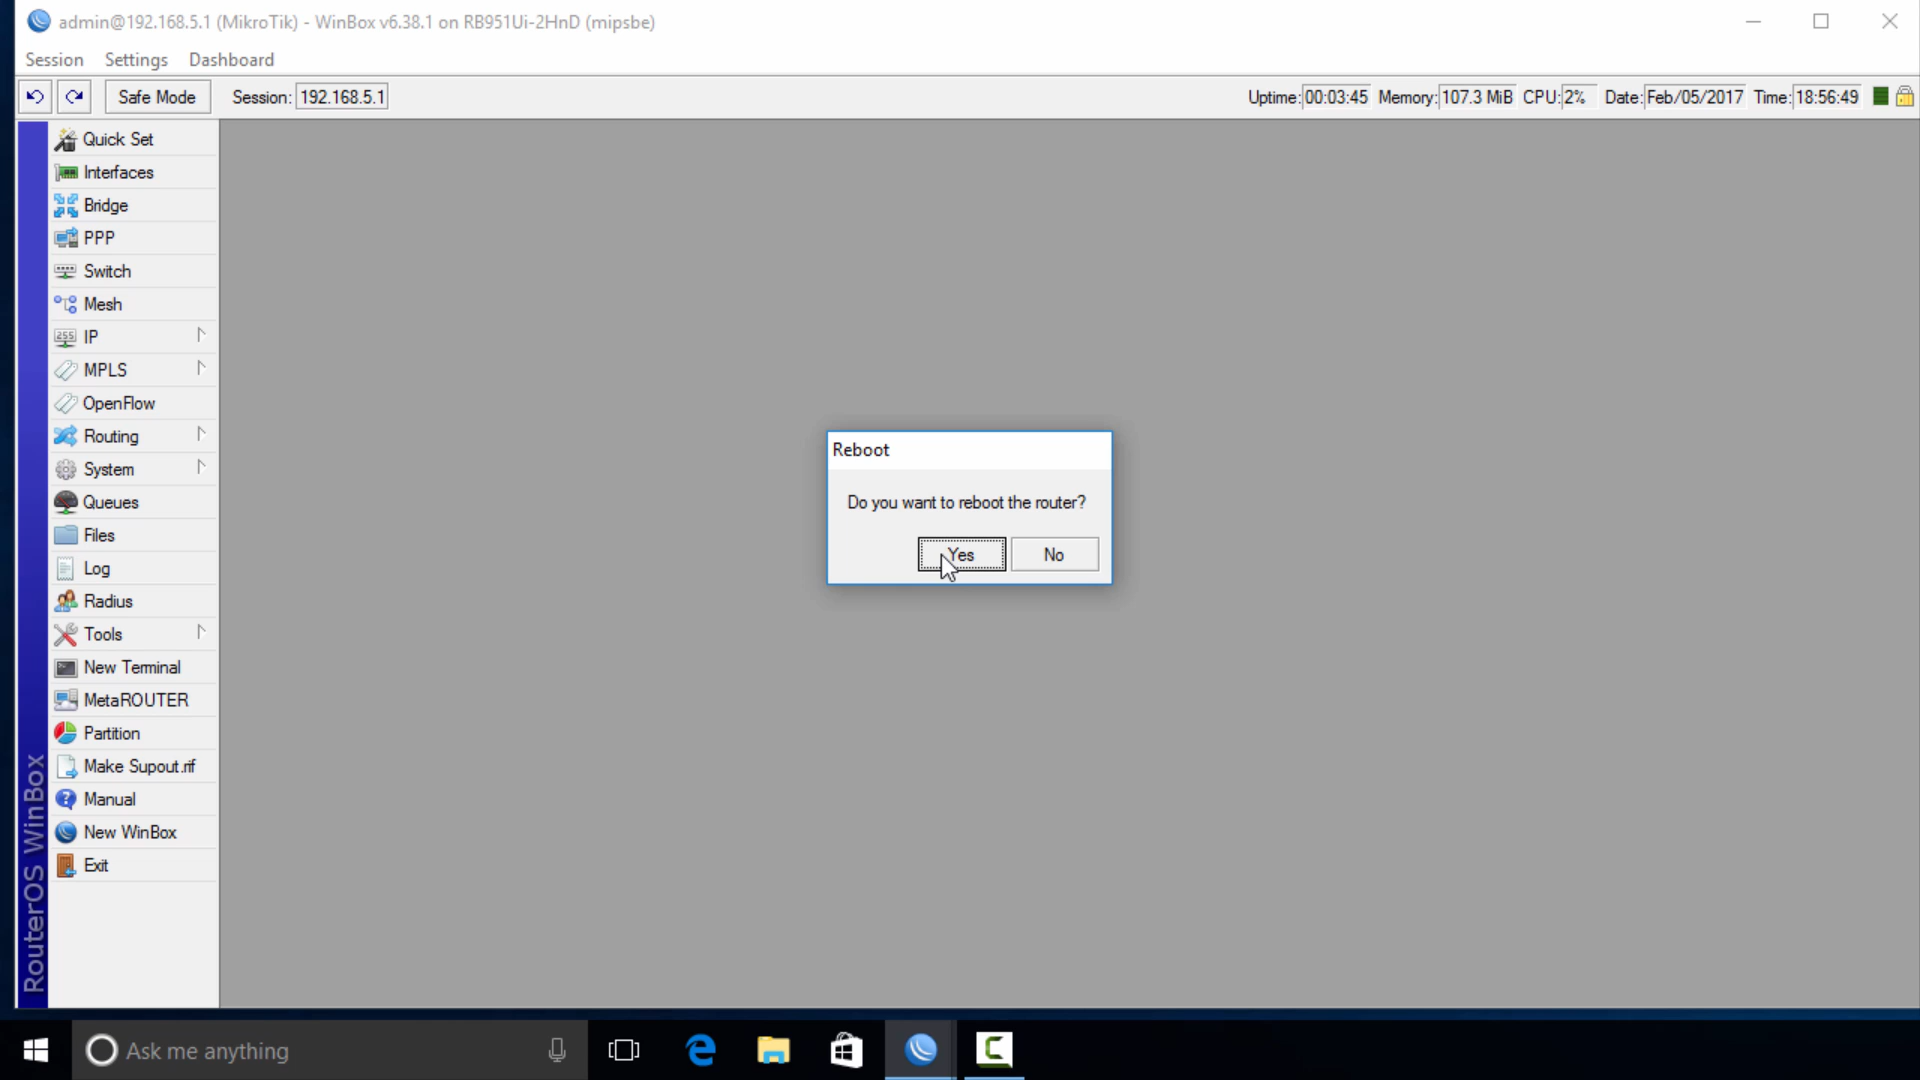 admin@192.168.5.1 (MikroTik) - WinBox v6.38.1 on RB951Ui-2HnD (mipsbe)
Session Settings Dashboard
Safe Mode Session: 192.168.5.1 Uptime: 00:03:45 Memory: 107.3 MiB CPU: 2% Date: Feb/05/2017 Time: 18:56:49
Quick Set
Interfaces
Bridge
PPP
Switch
Mesh
255 IP
MPLS
OpenFlow
Routing
System
Queues
Files
Log
Radius
Tools
New Terminal
MetaROUTER
Partition
Make Supout.rif
Manual
New WinBox
Exit
RouterOS WinBox
Reboot
Do you want to reboot the router?
Yes No
Ask me anything